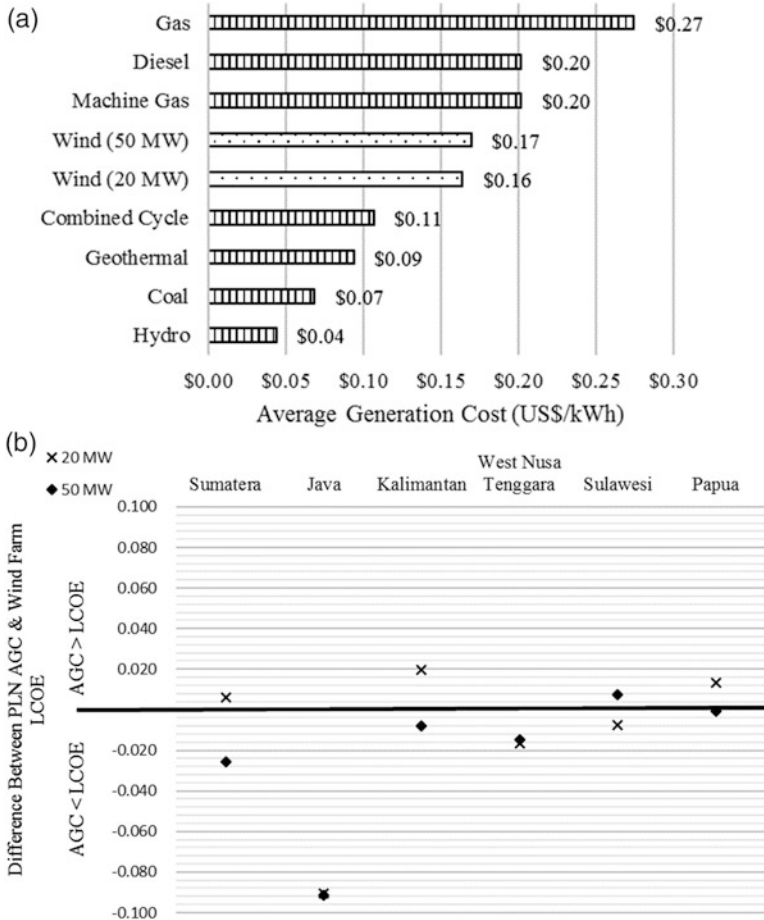 (a)
Gas $0.27
Diesel $0.20
Machine Gas $0.20
Wind (50 MW) $0.17
Wind (20 MW) $0.16
Combined Cycle $0.11
Geothermal $0.09
Coal $0.07
Hydro $0.04
$0.00 $0.05 $0.10 $0.15 $0.20 $0.25 $0.30
Average Generation Cost (US$/kWh)
(b)
× 20 MW
◆ 50 MW
Sumatera Java Kalimantan West Nusa Tenggara Sulawesi Papua
Difference Between PLN AGC & Wind Farm
LCOE
AGC > LCOE
AGC < LCOE
0.100
0.080
0.060
0.040
0.020
-0.020
-0.040
-0.060
-0.080
-0.100